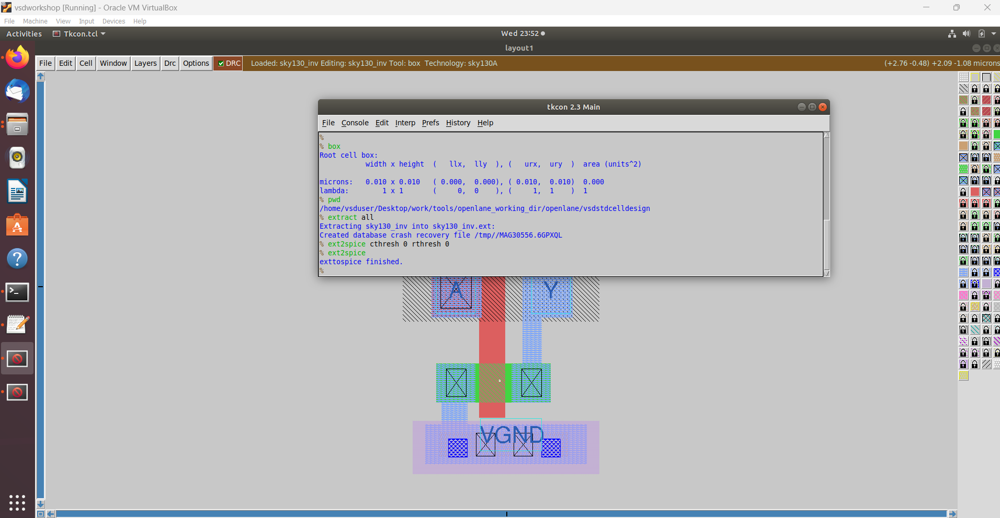 vsdworkshop [Running] - Oracle VM VirtualBox
File Machine View Input Devices Help
Activities Tkcon.tcl Wed 23:52
layout1
File Edit Cell Window Layers Drc Options DRC Loaded: sky130_inv Editing: sky130_inv Tool: box Technology: sky130A (+2.76 -0.48) +2.09 -1.08 microns
tkcon 2.3 Main
File Console Edit Interp Prefs History Help
%
% box
Root cell box:
width x height ( llx, lly ), ( urx, ury ) area (units^2)
microns: 0.010 x 0.010 ( 0.000, 0.000), ( 0.010, 0.010) 0.000
lambda: 1 x 1 ( 0, 0 ), ( 1, 1 ) 1
% pwd
/home/vsduser/Desktop/work/tools/openlane_working_dir/openlane/vsdstdcelldesign
% extract all
Extracting sky130_inv into sky130_inv.ext:
Created database crash recovery file /tmp//MAG30556.6GPXQL
% ext2spice cthresh 0 rthresh 0
% ext2spice
exttospice finished.
%
A Y
VGND